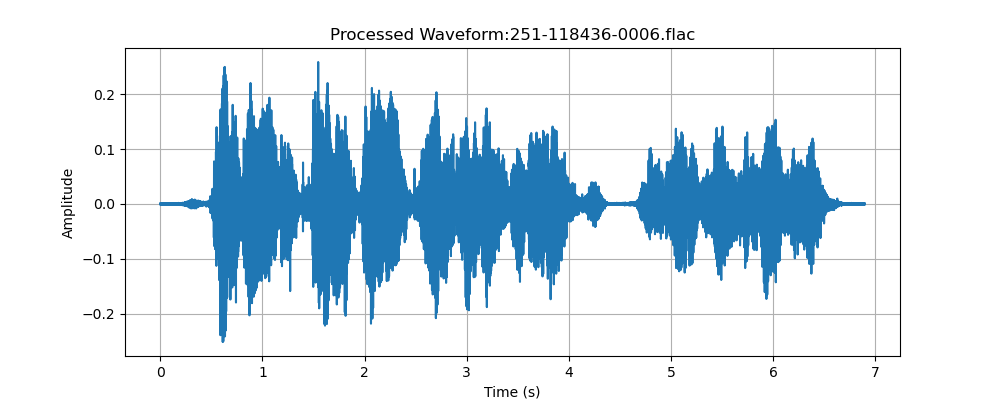 Processed Waveform:251-118436-0006.flac
0.2
0.1
0.0
−0.1
−0.2
Amplitude
0 1 2 3 4 5 6 7
Time (s)